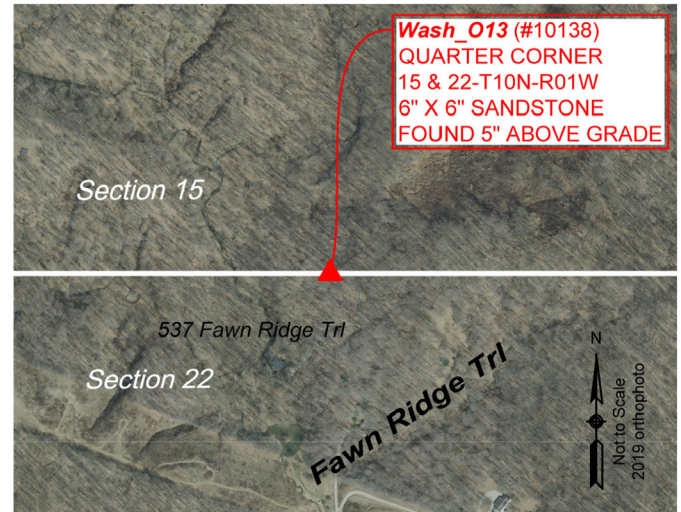 Wash_O13 (#10138)
QUARTER CORNER
15 & 22-T10N-R01W
6" X 6" SANDSTONE
FOUND 5" ABOVE GRADE
Section 15
537 Fawn Ridge Trl
Section 22
Fawn Ridge Trl
N
Not to Scale
2019 orthophoto